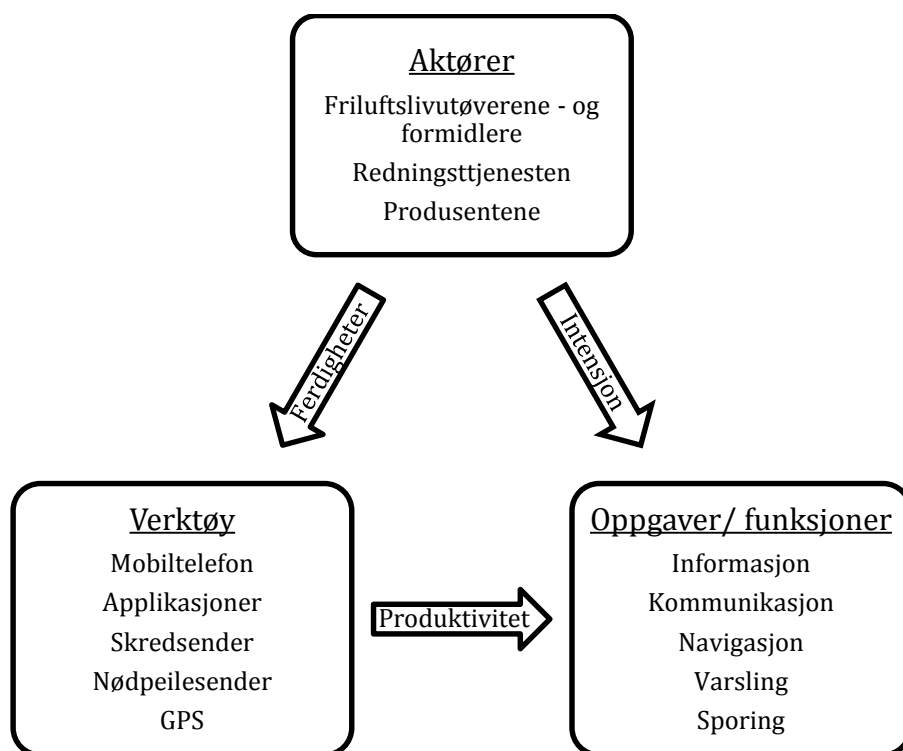 Aktører
Friluftslivutøverene - og
formidlere
Redningsttjenesten
Produsentene
Ferdigheter
Intensjon
Verktøy
Mobiltelefon
Applikasjoner
Skredsender
Nødpeilesender
GPS
Produktivitet
Oppgaver/ funksjoner
Informasjon
Kommunikasjon
Navigasjon
Varsling
Sporing